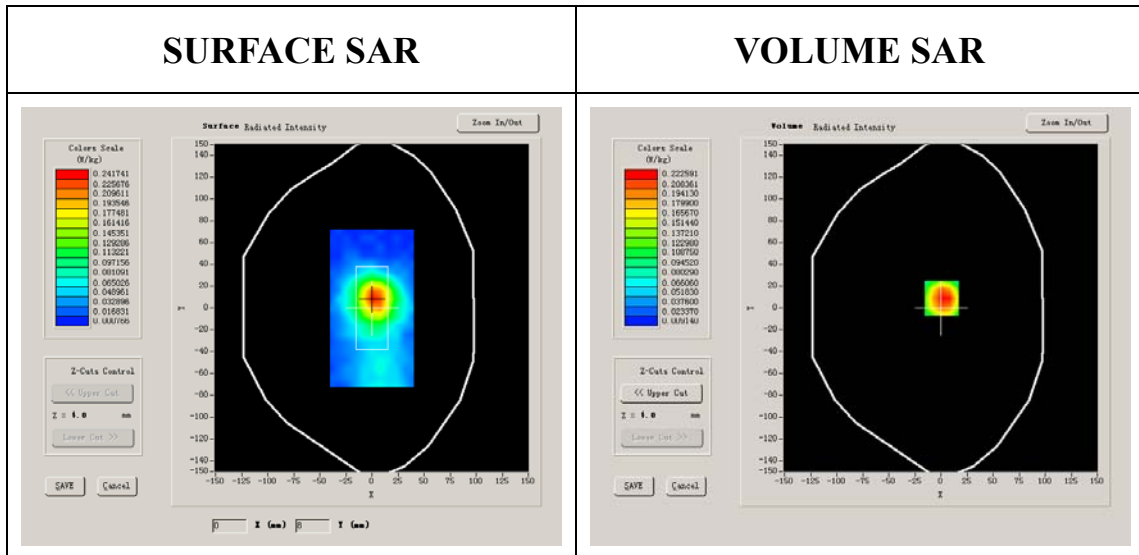 SURFACE SAR
VOLUME SAR
Surface Radiated Intensity
Zoom In/Out
Colors Scale
(W/kg)
0.241741
0.225676
0.209611
0.193546
0.177481
0.161416
0.145351
0.129286
0.113221
0.097156
0.081091
0.065026
0.048961
0.032896
0.016831
0.000766
150
140
120
100
80
60
40
20
0
-20
-40
-60
-80
-100
-120
-140
-150
Y
-150 -125 -100 -75 -50 -25 0 25 50 75 100 125 150
X
Z-Cuts Control
<< Upper Cut
Z = 4.0 mm
Lower Cut >>
SAVE Cancel
0 X (mm) 8 Y (mm)
Volume Radiated Intensity
Zoom In/Out
Colors Scale
(W/kg)
0.222591
0.208361
0.194130
0.179900
0.165670
0.151440
0.137210
0.122980
0.108750
0.094520
0.080290
0.066060
0.051830
0.037600
0.023370
0.009140
150
140
120
100
80
60
40
20
0
-20
-40
-60
-80
-100
-120
-140
-150
Y
-150 -125 -100 -75 -50 -25 0 25 50 75 100 125 150
X
Z-Cuts Control
<< Upper Cut
Z = 4.0 mm
Lower Cut >>
SAVE Cancel